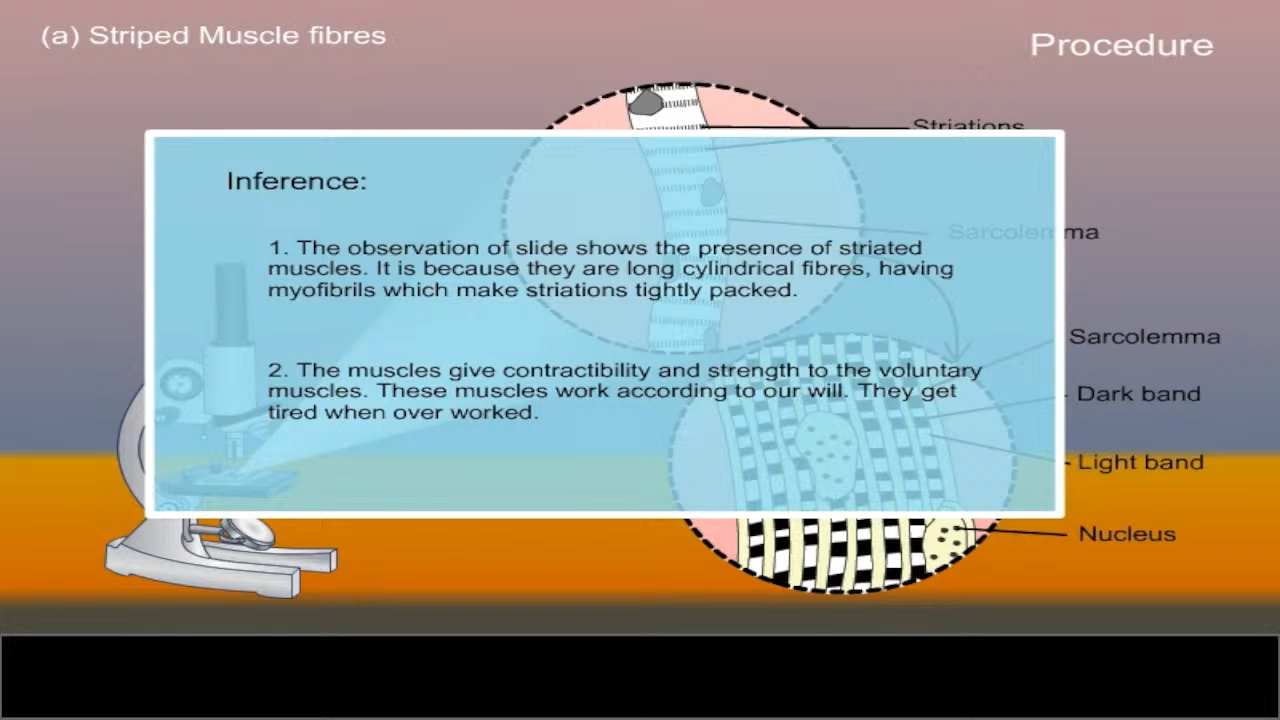 (a) Striped Muscle fibres
Procedure
Striations
Inference:
Sarcolemma
1. The observation of slide shows the presence of striated
muscles. It is because they are long cylindrical fibres, having
myofibrils which make striations tightly packed.
Sarcolemma
2. The muscles give contractibility and strength to the voluntary
muscles. These muscles work according to our will. They get
tired when over worked.
Dark band
Light band
Nucleus